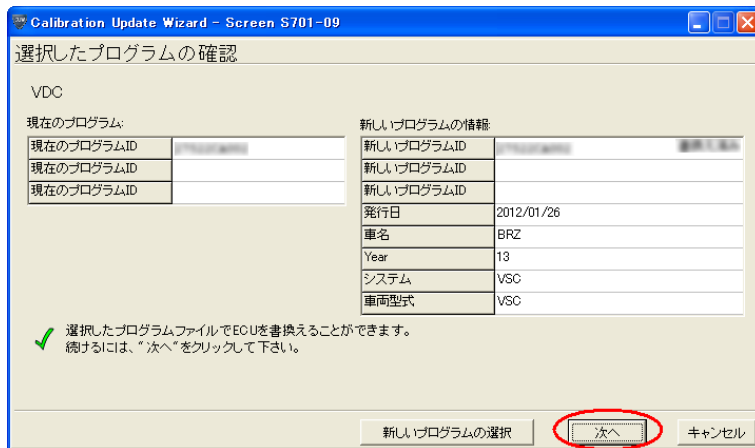 Calibration Update Wizard - Screen S701-09
選択したプログラムの確認
VDC
現在のプログラム:
現在のプログラムID
現在のプログラムID
現在のプログラムID
新しいプログラムの情報:
新しいプログラムID
新しいプログラムID
新しいプログラムID
発行日 2012/01/26
車名 BRZ
Year 13
システム VSC
車両型式 VSC
選択したプログラムファイルでECUを書換えることができます。
続けるには、"次へ"をクリックして下さい。
新しいプログラムの選択 次へ キャンセル